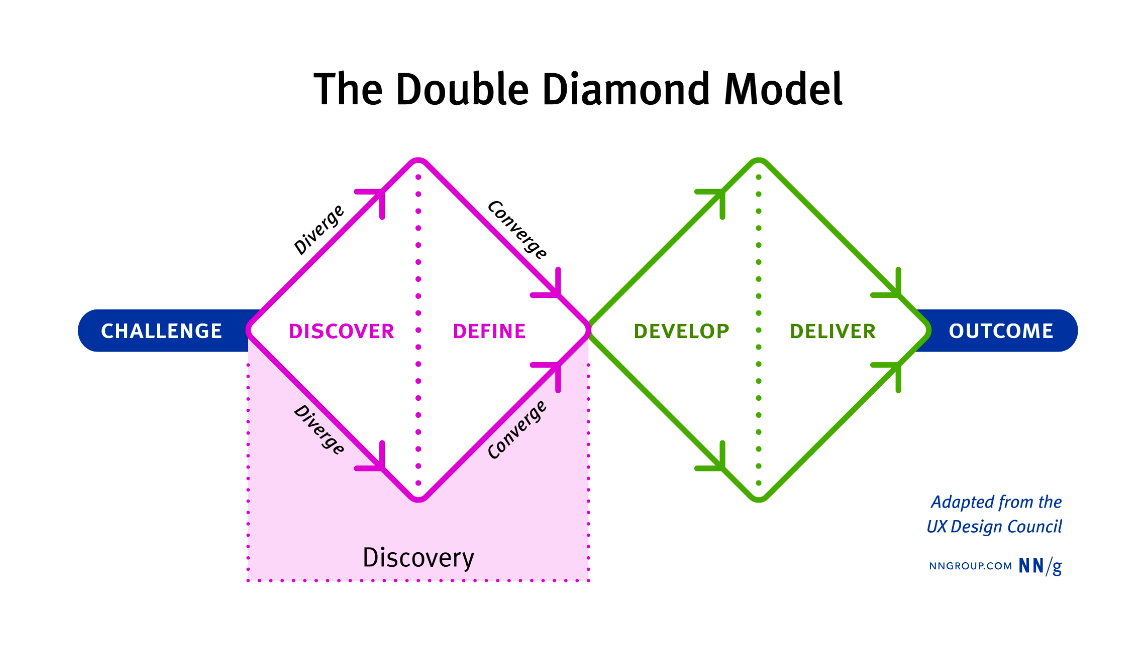 The Double Diamond Model
Diverge
Converge
CHALLENGE
DISCOVER
DEFINE
DEVELOP
DELIVER
OUTCOME
Diverge
Converge
Discovery
Adapted from the
UX Design Council
NNGROUP.COM NN/g